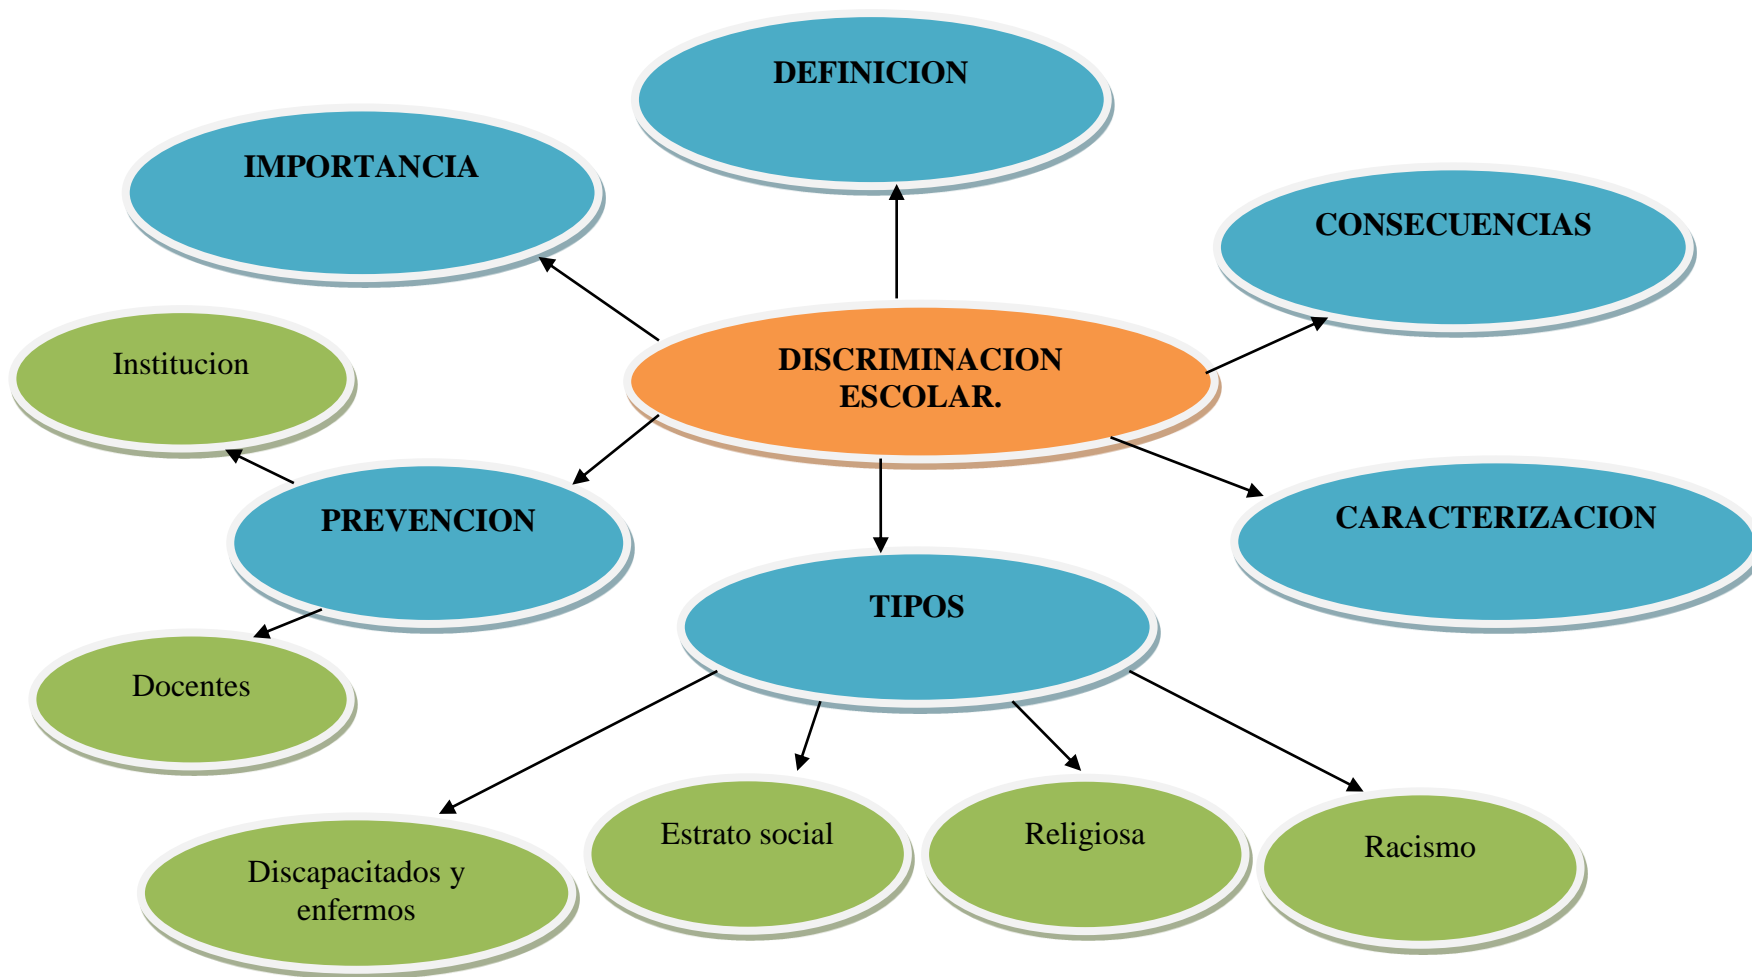 DEFINICION
IMPORTANCIA
CONSECUENCIAS
Institucion
DISCRIMINACION
ESCOLAR.
PREVENCION
CARACTERIZACION
TIPOS
Docentes
Estrato social
Religiosa
Racismo
Discapacitados y
enfermos